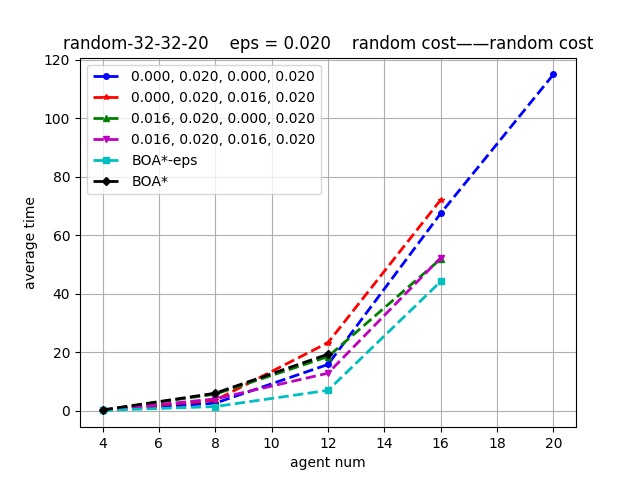 random-32-32-20    eps = 0.020    random cost——random cost
120
100
80
60
40
20
0
average time
0.000, 0.020, 0.000, 0.020
0.000, 0.020, 0.016, 0.020
0.016, 0.020, 0.000, 0.020
0.016, 0.020, 0.016, 0.020
BOA*-eps
BOA*
4 6 8 10 12 14 16 18 20
agent num